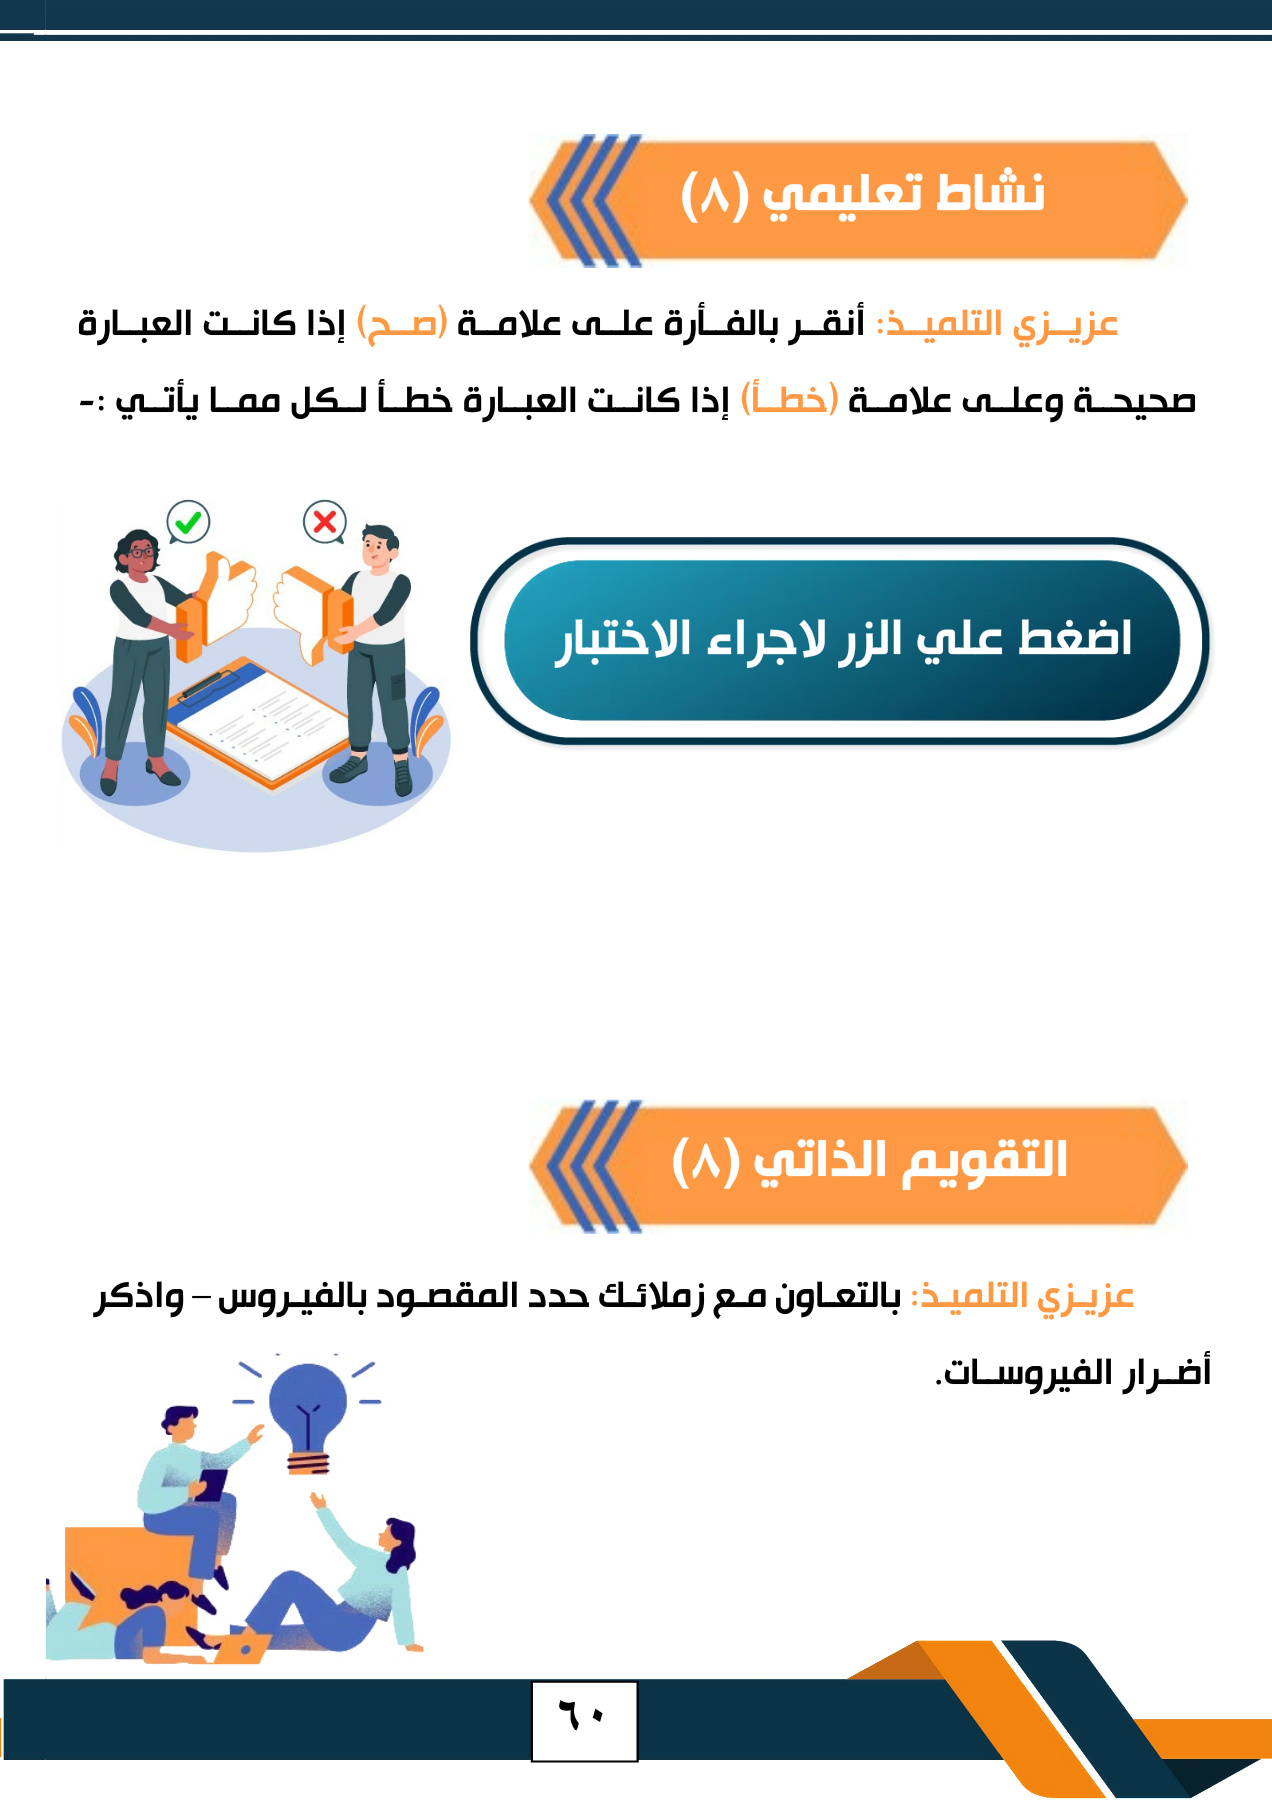 نشاط تعليمي (٨)
عزيزي التلميذ: أنقر بالفأرة على علامة (صح) إذا كانت العبارة
صحيحة وعلى علامة (خطأ) إذا كانت العبارة خطأ لكل مما يأتي :-
اضغط علي الزر لاجراء الاختبار
التقويم الذاتي (٨)
عزيزي التلميذ: بالتعاون مع زملائك حدد المقصود بالفيروس – واذكر
أضرار الفيروسات.
٦٠